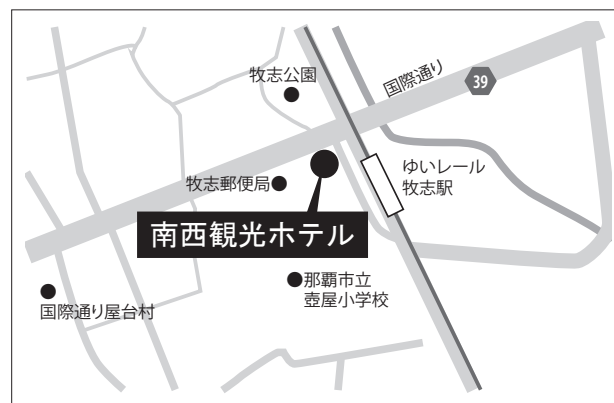 牧志公園
国際通り
39
ゆいレール
牧志駅
牧志郵便局
南西観光ホテル
那覇市立
壺屋小学校
国際通り屋台村